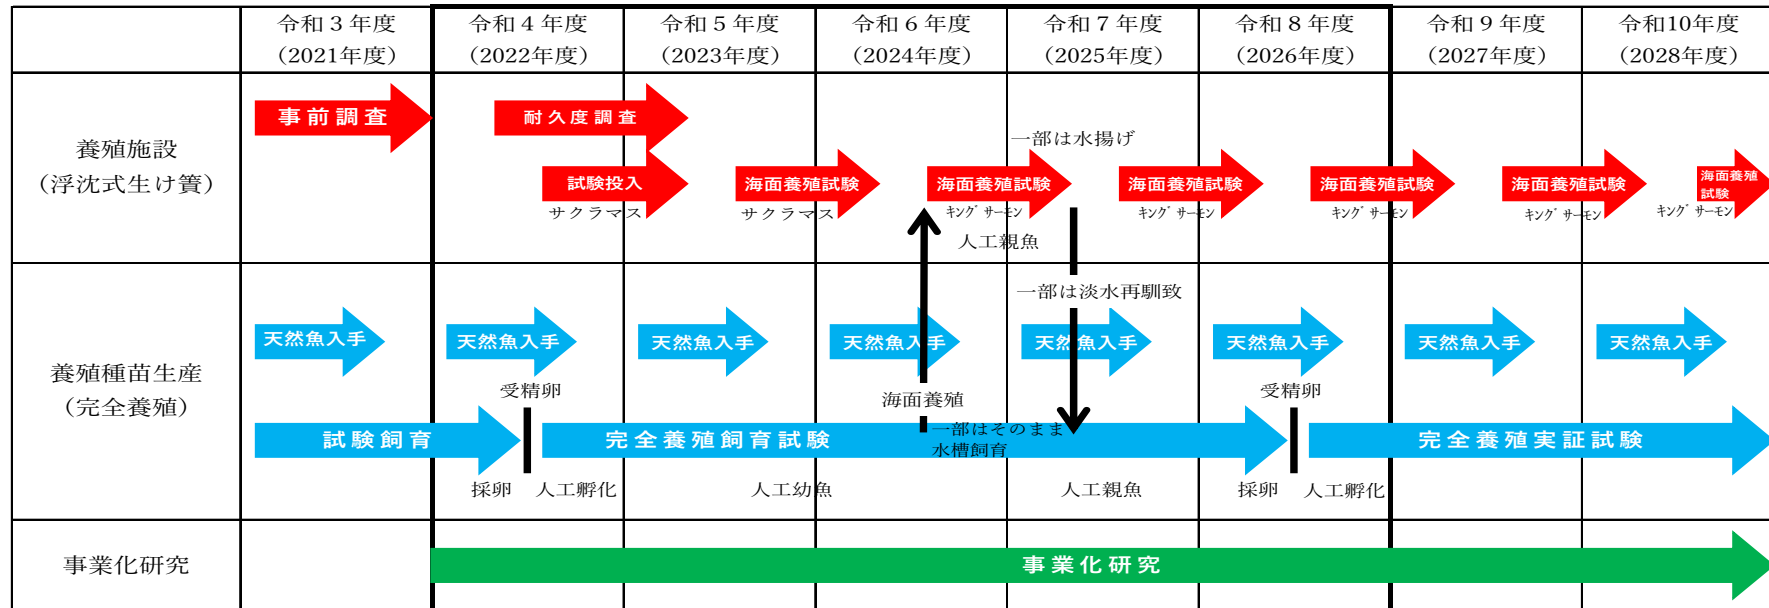 令和３年度
(2021年度)
令和４年度
(2022年度)
令和５年度
(2023年度)
令和６年度
(2024年度)
令和７年度
(2025年度)
令和８年度
(2026年度)
令和９年度
(2027年度)
令和10年度
(2028年度)
養殖施設
（浮沈式生け簀）
事前調査
耐久度調査
一部は水揚げ
試験投入
海面養殖試験
海面養殖試験
海面養殖試験
海面養殖試験
海面養殖試験
海面養殖
試験
サクラマス
サクラマス
キングサーモン
キングサーモン
キングサーモン
キングサーモン
キングサーモン
人工親魚
一部は淡水再馴致
養殖種苗生産
（完全養殖）
天然魚入手
天然魚入手
天然魚入手
天然魚入手
天然魚入手
天然魚入手
天然魚入手
天然魚入手
受精卵
海面養殖
受精卵
試験飼育
完全養殖飼育試験
一部はそのまま
水槽飼育
完全養殖実証試験
採卵
人工孵化
人工幼魚
人工親魚
採卵
人工孵化
事業化研究
事業化研究